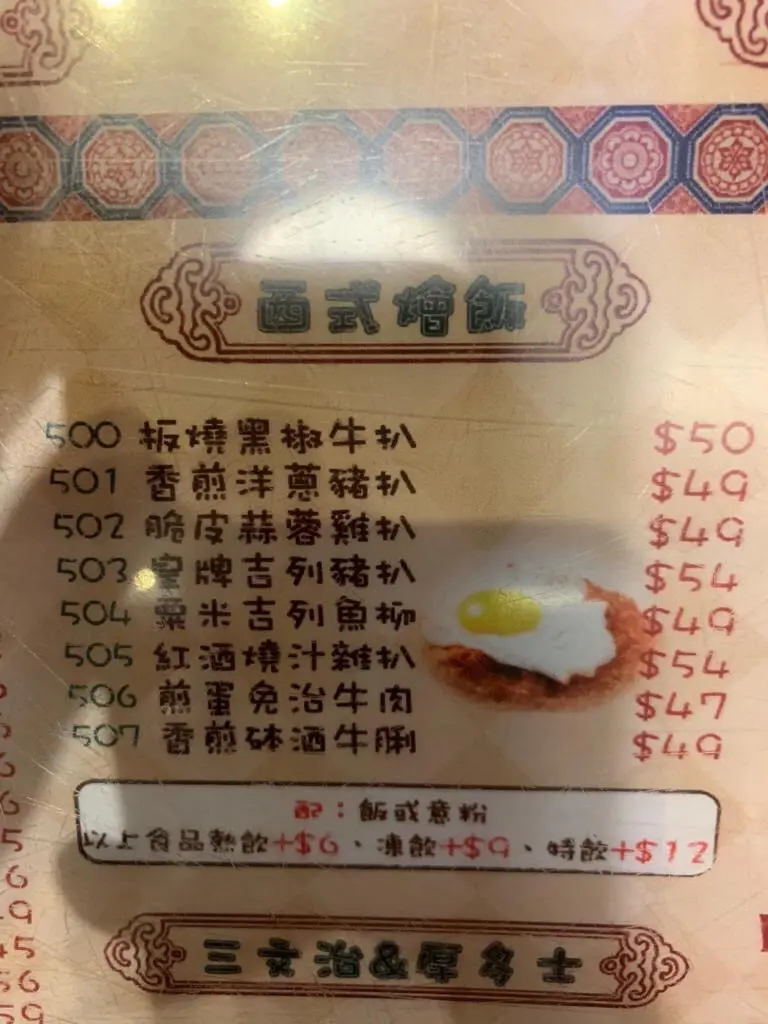 西式燴飯
500 板燒黑椒牛扒 $50
501 香煎洋蔥豬扒 $49
502 脆皮蒜蓉雞扒 $49
503 皇牌吉列豬扒 $54
504 粟米吉列魚柳 $49
505 紅酒燒汁雜扒 $54
506 煎蛋免治牛肉 $47
507 香煎砵酒牛脷 $49
配：飯或意粉
以上食品熱飲+$6、凍飲+$9、特飲+$12
三文治&厚多士